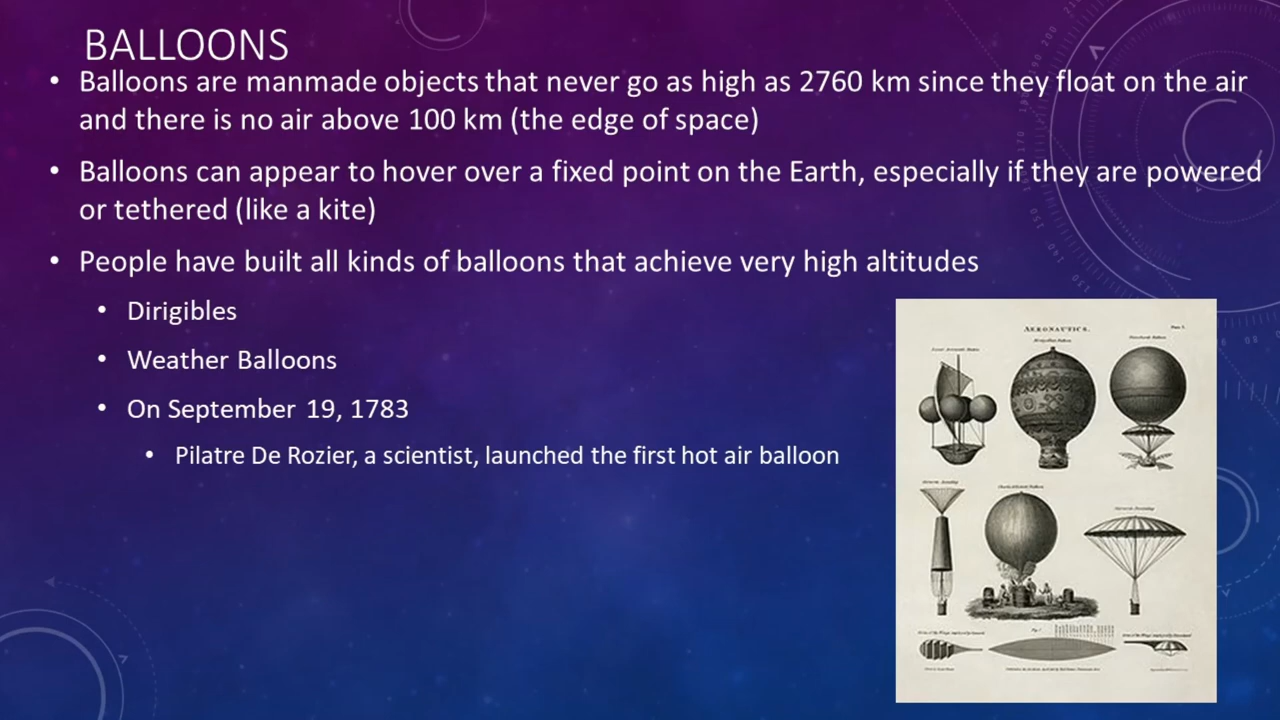 BALLOONS
• Balloons are manmade objects that never go as high as 2760 km since they float on the air
and there is no air above 100 km (the edge of space)
• Balloons can appear to hover over a fixed point on the Earth, especially if they are powered
or tethered (like a kite)
• People have built all kinds of balloons that achieve very high altitudes
• Dirigibles
• Weather Balloons
• On September 19, 1783
• Pilatre De Rozier, a scientist, launched the first hot air balloon
AERONAUTICS.